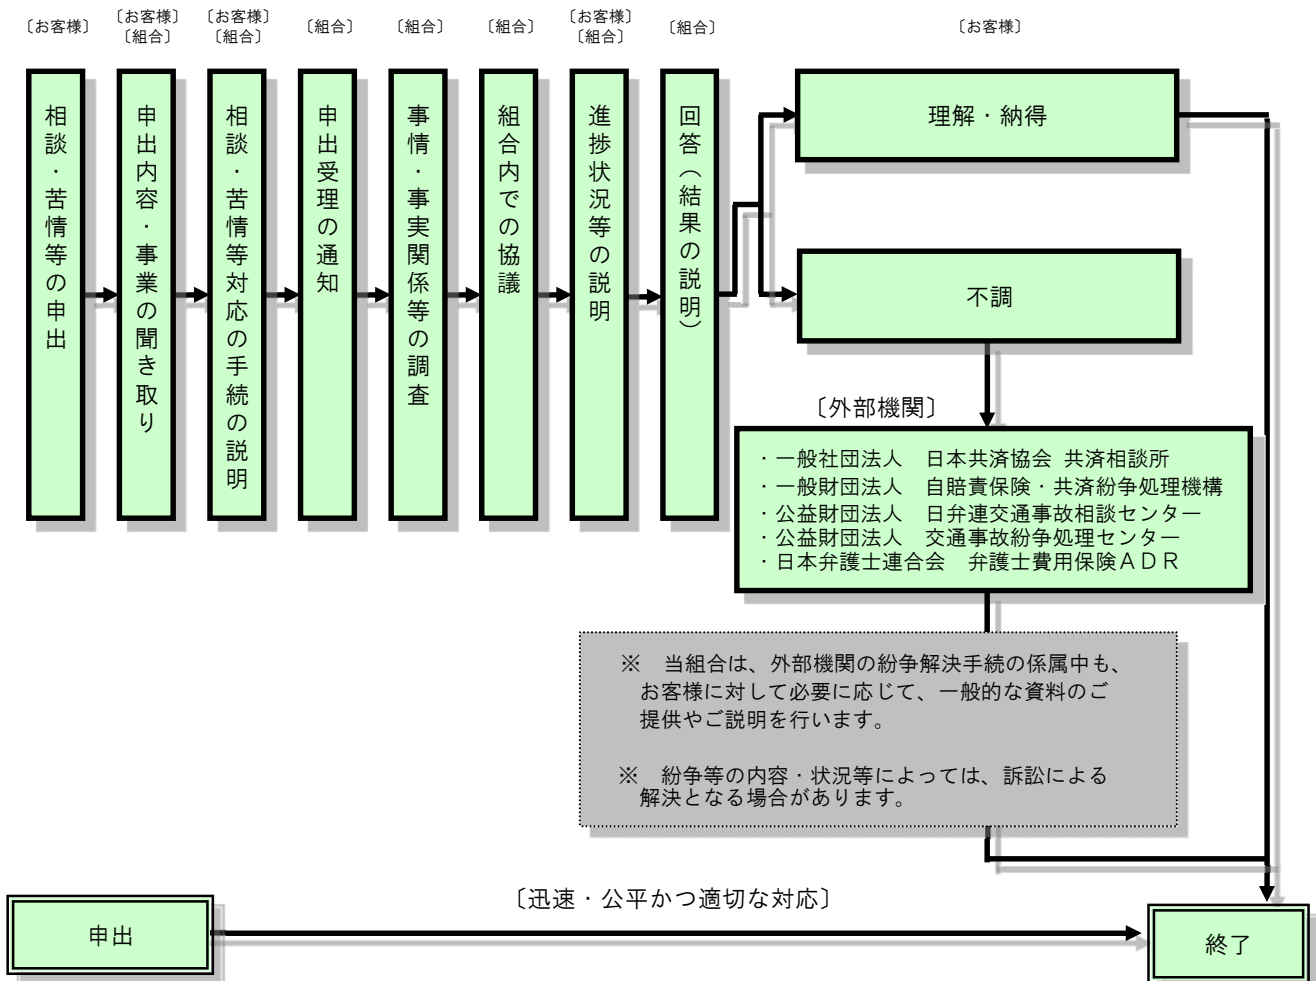 〔お客様〕
〔お客様〕
〔組合〕
〔お客様〕
〔組合〕
〔組合〕
〔組合〕
〔組合〕
〔お客様〕
〔組合〕
〔組合〕
〔お客様〕
相談・苦情等の申出
申出内容・事業の聞き取り
相談・苦情等対応の手続の説明
申出受理の通知
事情・事実関係等の調査
組合内での協議
進捗状況等の説明
回答(結果の説明)
理解・納得
不調
〔外部機関〕
・一般社団法人　日本共済協会 共済相談所
・一般財団法人　自賠責保険・共済紛争処理機構
・公益財団法人　日弁連交通事故相談センター
・公益財団法人　交通事故紛争処理センター
・日本弁護士連合会　弁護士費用保険ＡＤＲ
※　当組合は、外部機関の紛争解決手続の係属中も、
お客様に対して必要に応じて、一般的な資料のご
提供やご説明を行います。
※　紛争等の内容・状況等によっては、訴訟による
解決となる場合があります。
〔迅速・公平かつ適切な対応〕
申出
終了